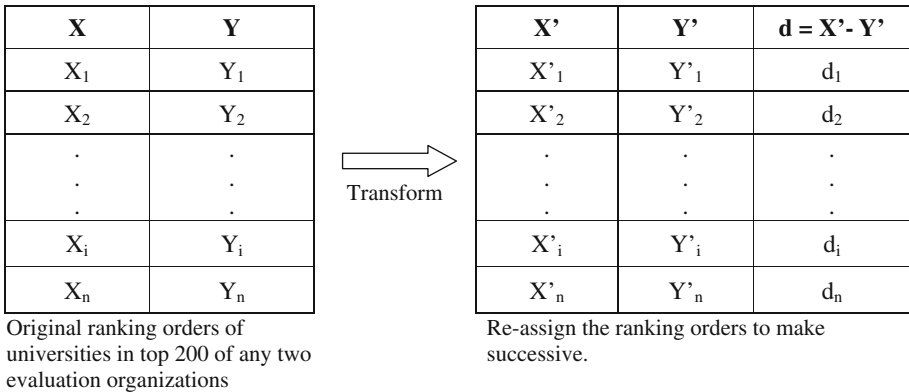 X Y
X₁ Y₁
X₂ Y₂
. .
. .
. .
Xᵢ Yᵢ
Xₙ Yₙ
Original ranking orders of
universities in top 200 of any two
evaluation organizations
Transform
X’ Y’ d = X’- Y’
X’₁ Y’₁ d₁
X’₂ Y’₂ d₂
. . .
. . .
. . .
X’ᵢ Y’ᵢ dᵢ
X’ₙ Y’ₙ dₙ
Re-assign the ranking orders to make
successive.